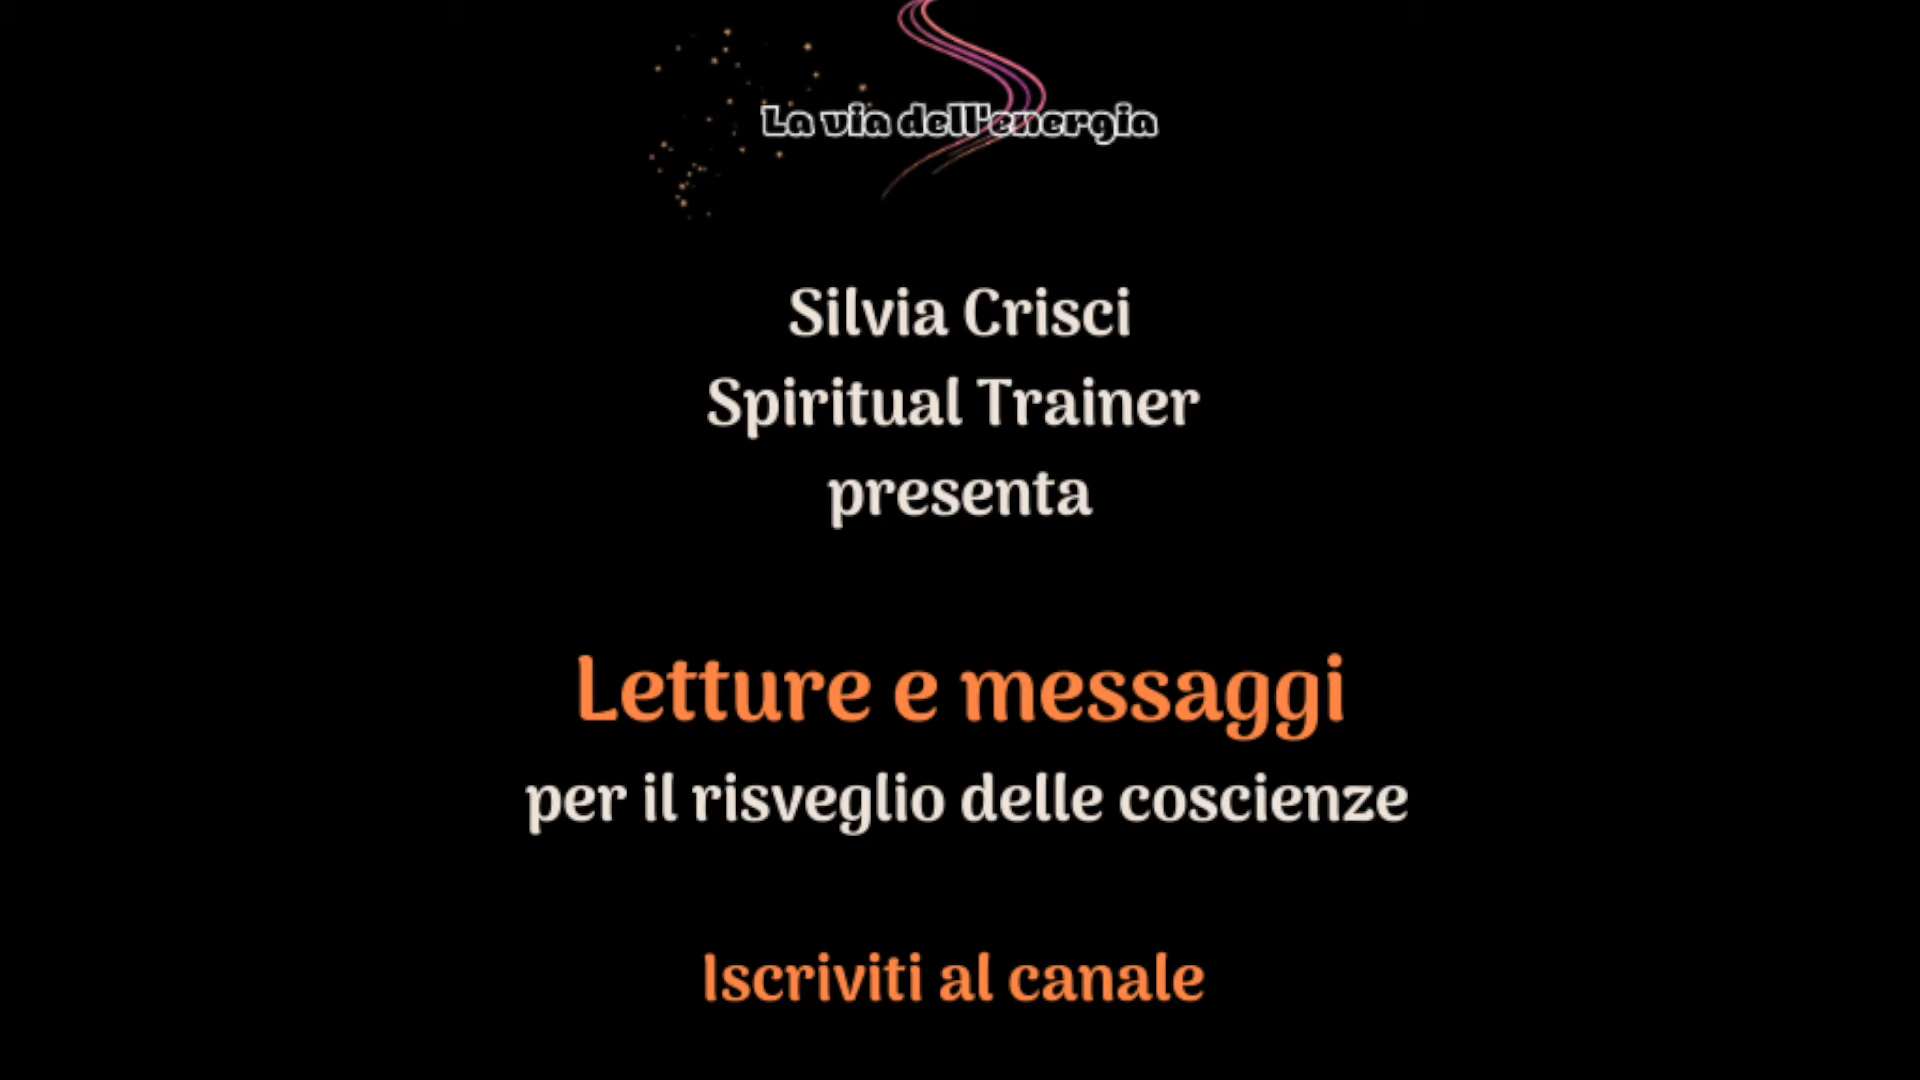 La via dell'energia
Silvia Crisci
Spiritual Trainer
presenta
Letture e messaggi
per il risveglio delle coscienze
Iscriviti al canale